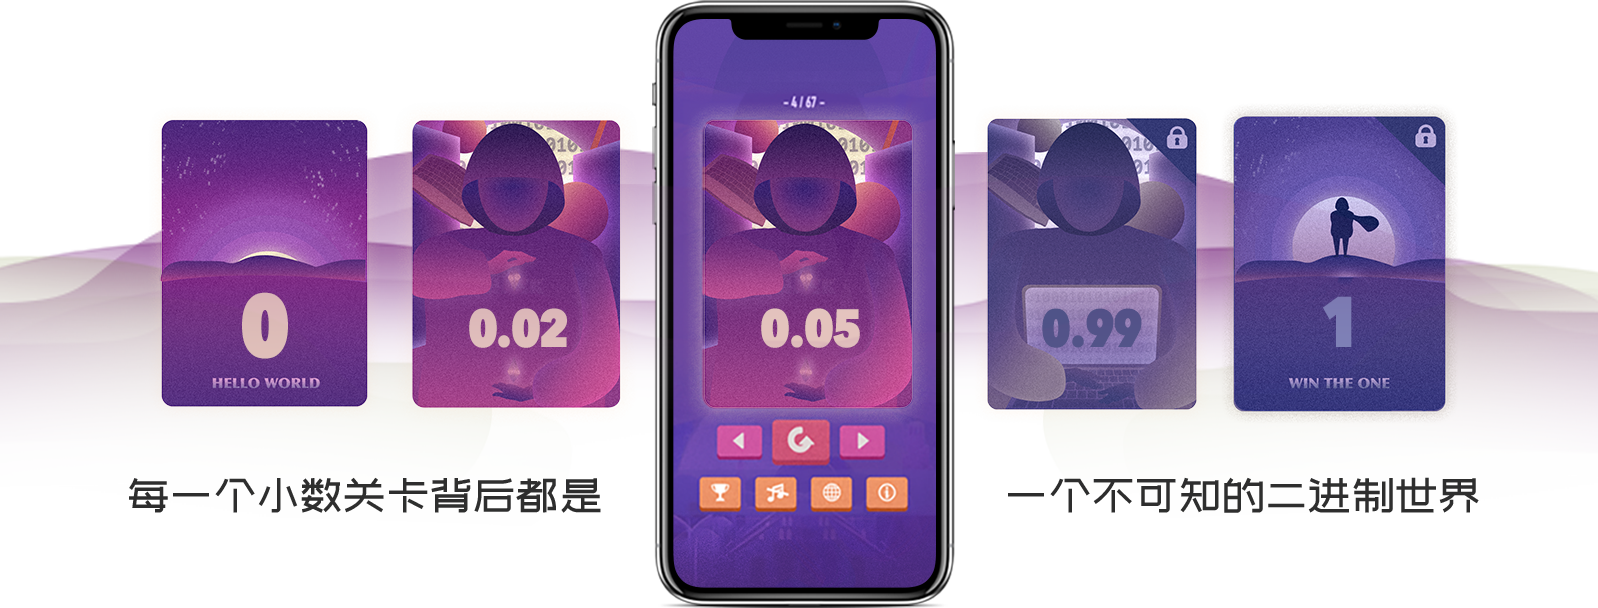 - 4 / 67 -
0
HELLO WORLD
0.02
0.05
0.99
1
WIN THE ONE
每一个小数关卡背后都是
一个不可知的二进制世界